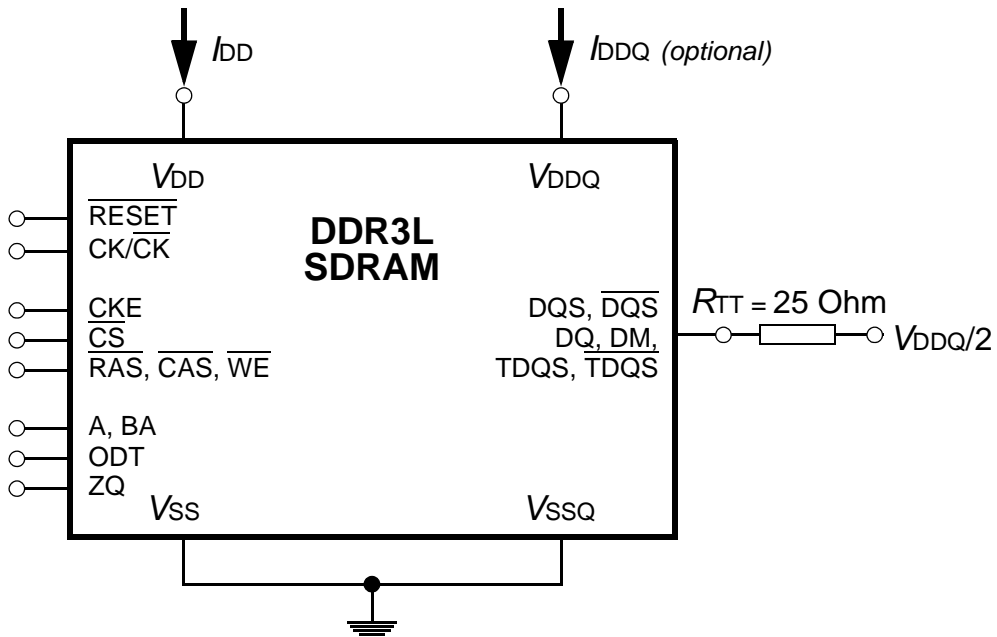 IDD
IDDQ (optional)
VDD
VDDQ
RESET
CK/CK
DDR3L
SDRAM
CKE
CS
RAS, CAS, WE
DQS, DQS
DQ, DM,
TDQS, TDQS
RTT = 25 Ohm
VDDQ/2
A, BA
ODT
ZQ
VSS
VSSQ